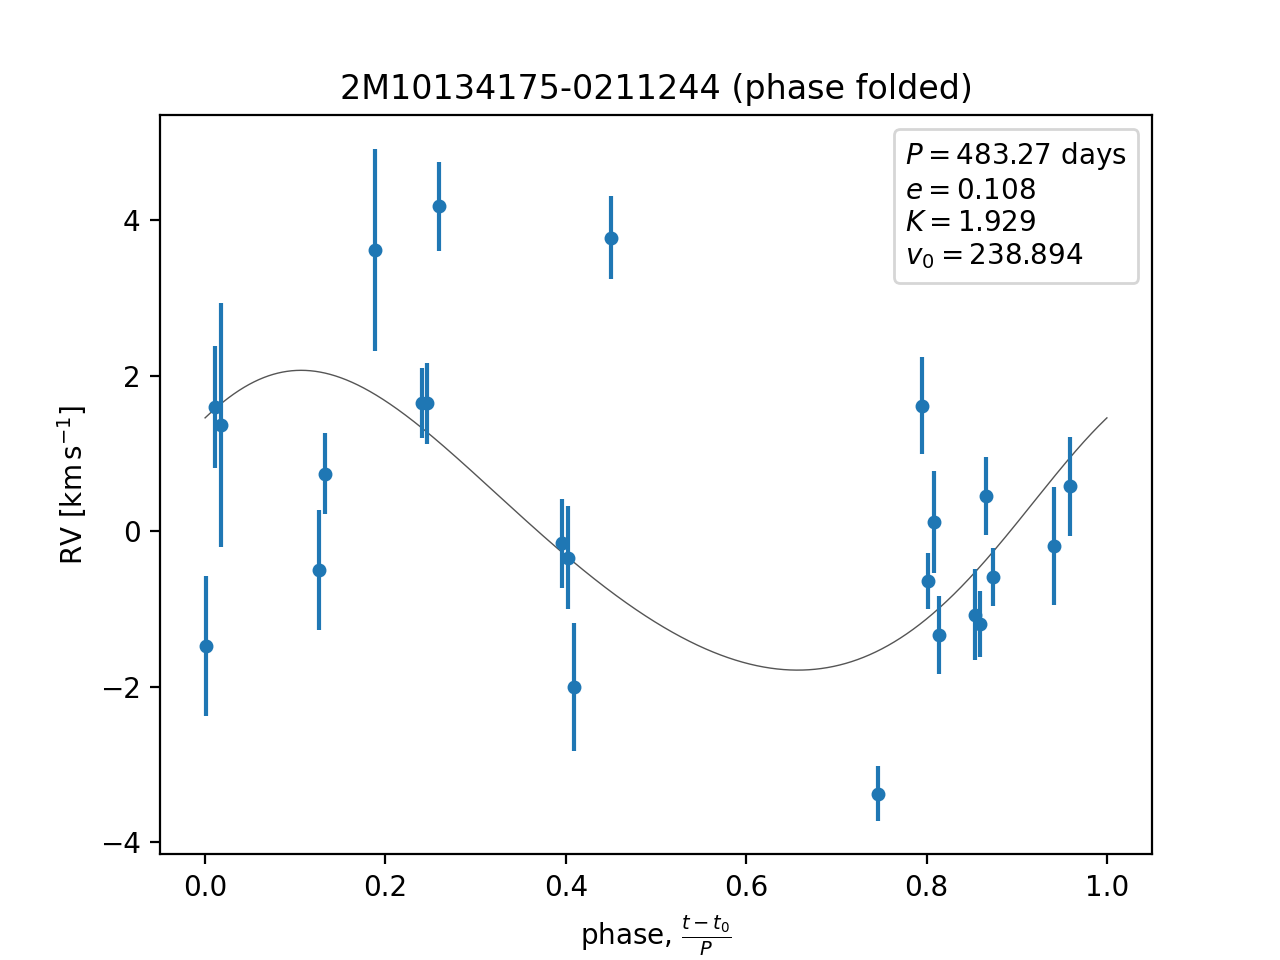 2M10134175-0211244 (phase folded)
P = 483.27 days
e = 0.108
K = 1.929
v₀ = 238.894
4
2
0
−2
−4
RV [km s⁻¹]
0.0 0.2 0.4 0.6 0.8 1.0
phase, (t − t₀)/P